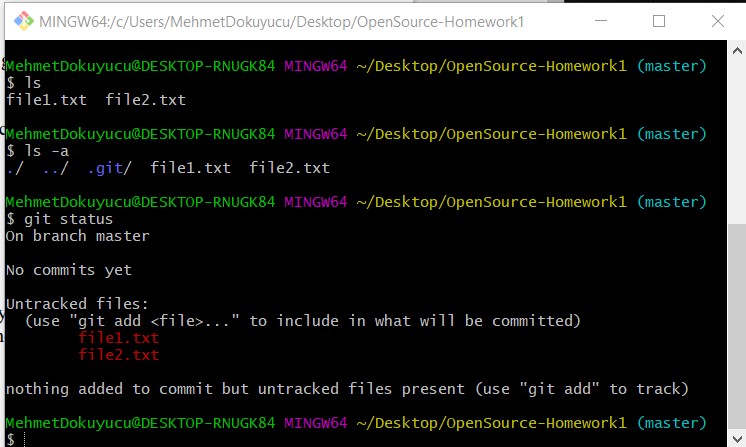 MINGW64:/c/Users/MehmetDokuyucu/Desktop/OpenSource-Homework1
MehmetDokuyucu@DESKTOP-RNUGK84 MINGW64 ~/Desktop/OpenSource-Homework1 (master)
$ ls
file1.txt  file2.txt
MehmetDokuyucu@DESKTOP-RNUGK84 MINGW64 ~/Desktop/OpenSource-Homework1 (master)
$ ls -a
./  ../  .git/  file1.txt  file2.txt
MehmetDokuyucu@DESKTOP-RNUGK84 MINGW64 ~/Desktop/OpenSource-Homework1 (master)
$ git status
On branch master
No commits yet
Untracked files:
  (use "git add <file>..." to include in what will be committed)
        file1.txt
        file2.txt
nothing added to commit but untracked files present (use "git add" to track)
MehmetDokuyucu@DESKTOP-RNUGK84 MINGW64 ~/Desktop/OpenSource-Homework1 (master)
$